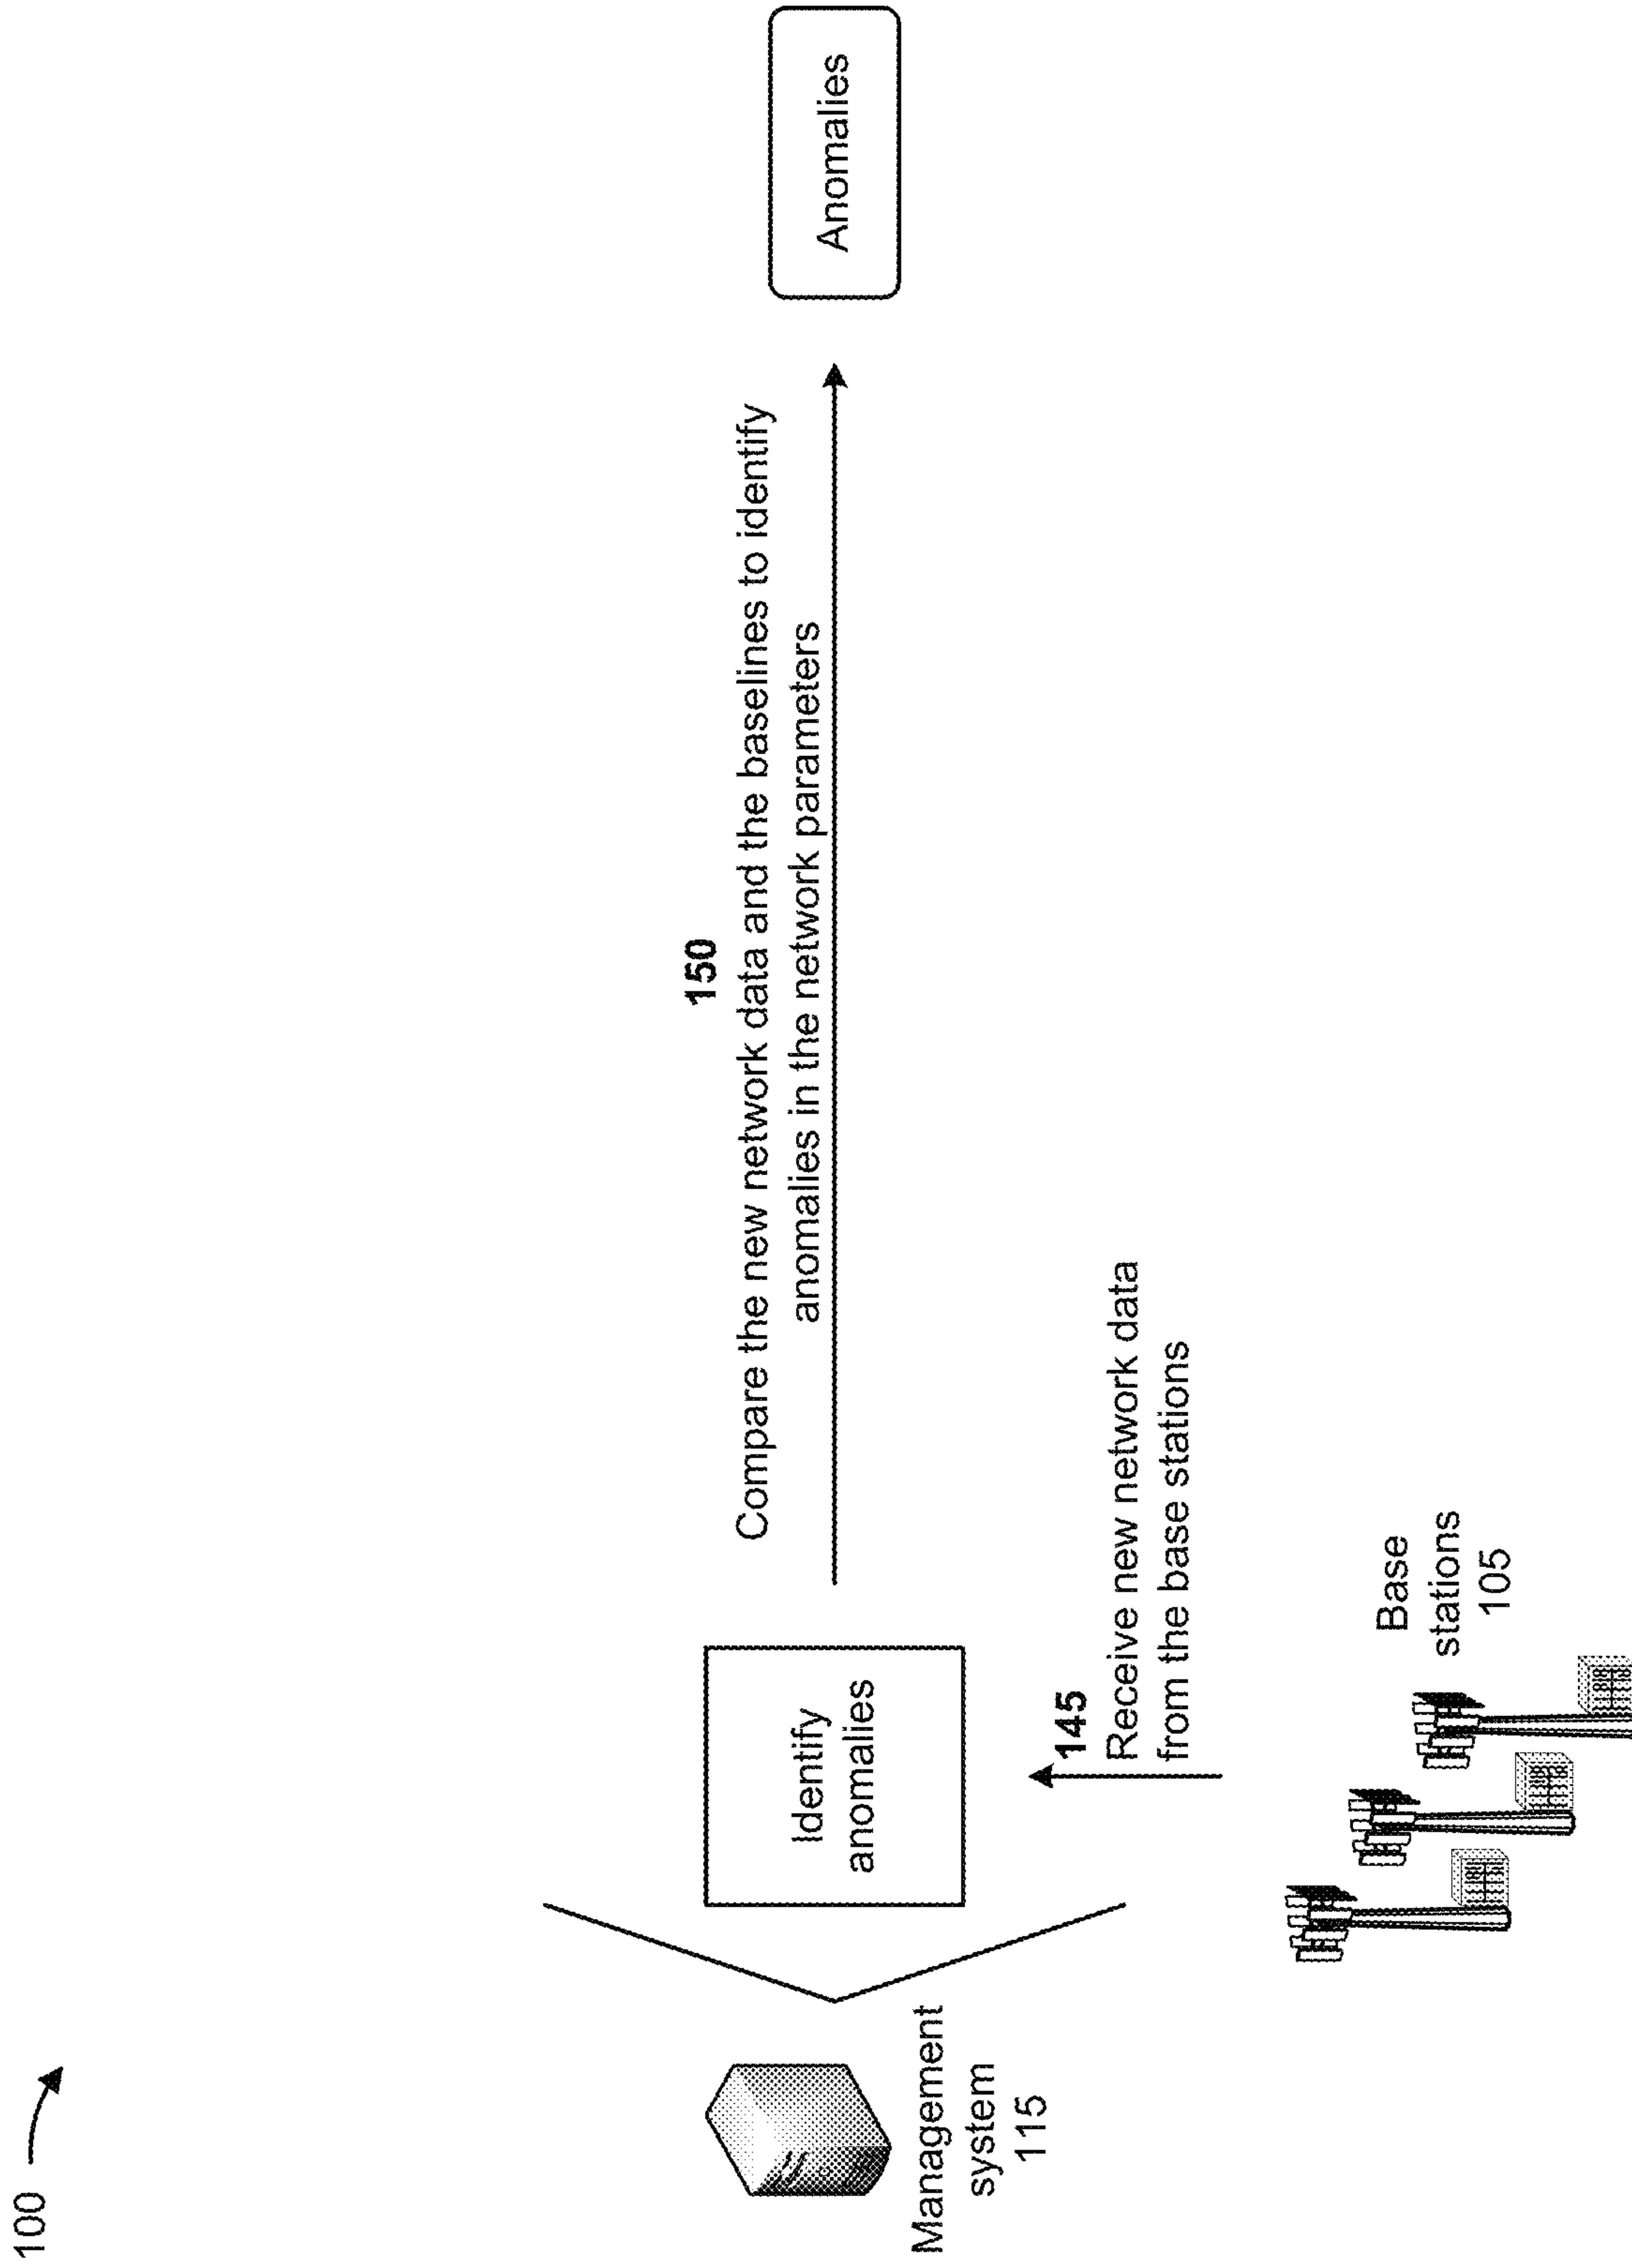 100
150
Compare the new network data and the baselines to identify
anomalies in the network parameters
Anomalies
Identify
anomalies
Management
system
115
145
Receive new network data
from the base stations
Base
stations
105